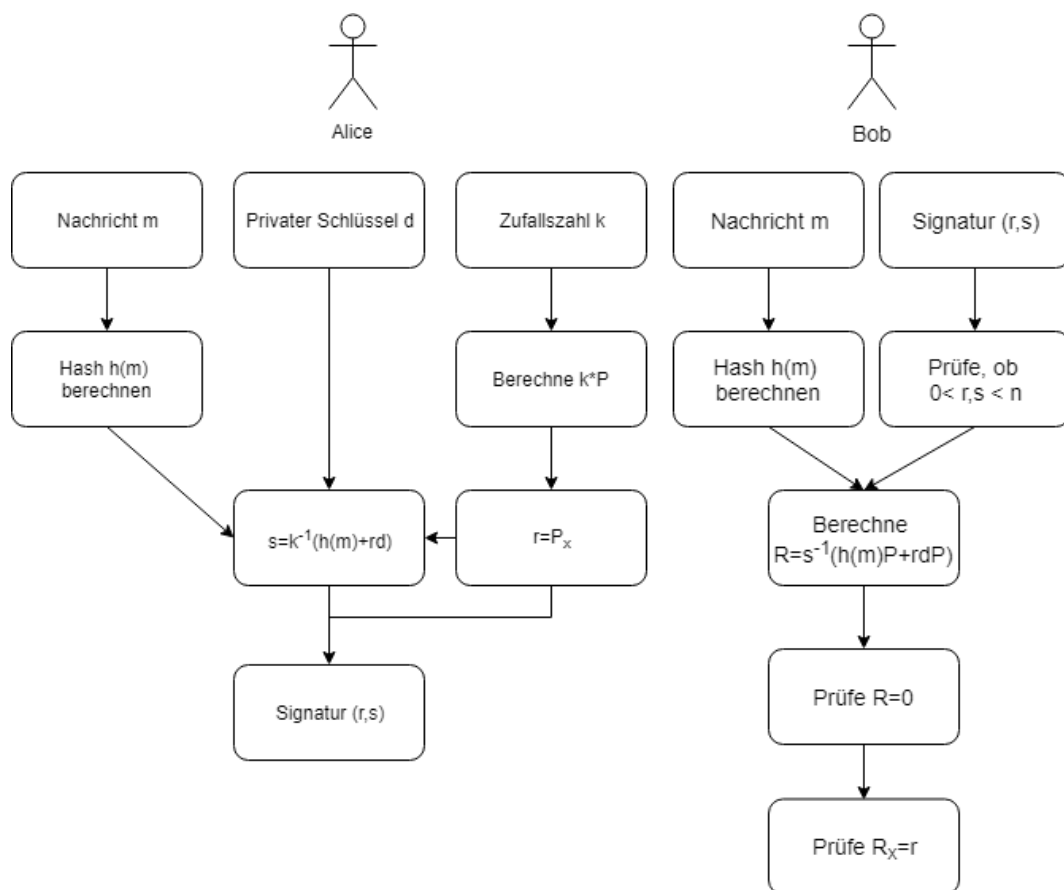 Alice
Bob
Nachricht m
Privater Schlüssel d
Zufallszahl k
Nachricht m
Signatur (r,s)
Hash h(m)
berechnen
Berechne k*P
Hash h(m)
berechnen
Prüfe, ob
0< r,s < n
s=k⁻¹(h(m)+rd)
r=Pₓ
Berechne
R=s⁻¹(h(m)P+rdP)
Signatur (r,s)
Prüfe R=0
Prüfe Rₓ=r